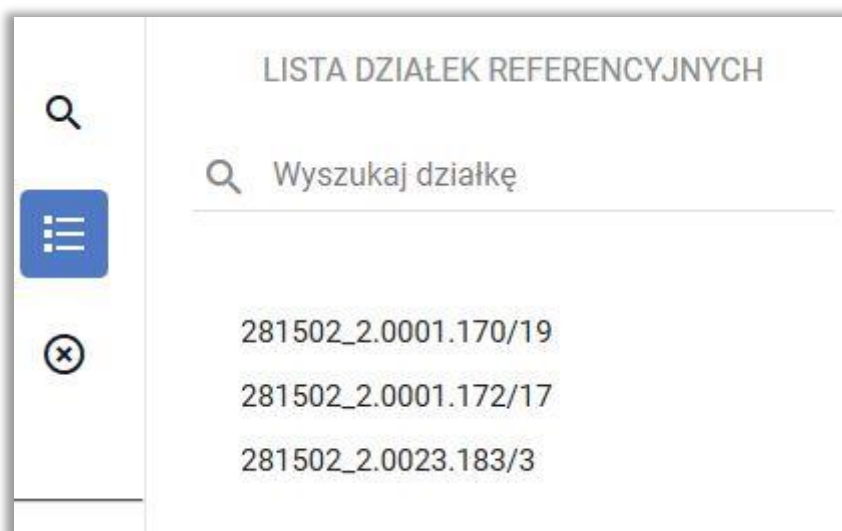 LISTA DZIAŁEK REFERENCYJNYCH
Wyszukaj działkę
281502_2.0001.170/19
281502_2.0001.172/17
281502_2.0023.183/3